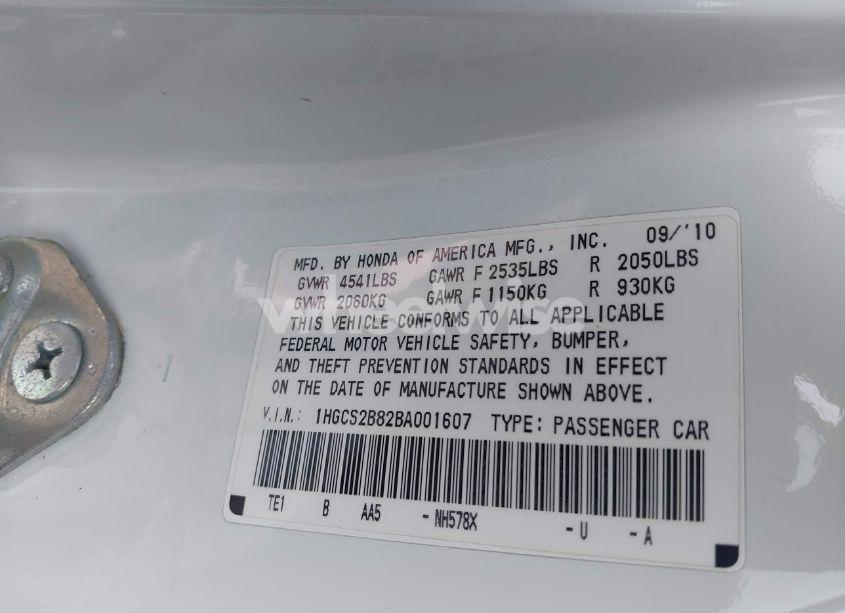 MFD. BY HONDA OF AMERICA MFG., INC. 09/'10
GVWR 4541LBS GAWR F 2535LBS R 2050LBS
GVWR 2060KG GAWR F 1150KG R 930KG
THIS VEHICLE CONFORMS TO ALL APPLICABLE
FEDERAL MOTOR VEHICLE SAFETY, BUMPER,
AND THEFT PREVENTION STANDARDS IN EFFECT
ON THE DATE OF MANUFACTURE SHOWN ABOVE.
V.I.N.: 1HGCS2B82BA001607 TYPE: PASSENGER CAR
TE1 B AA5 -NH578X -U -A